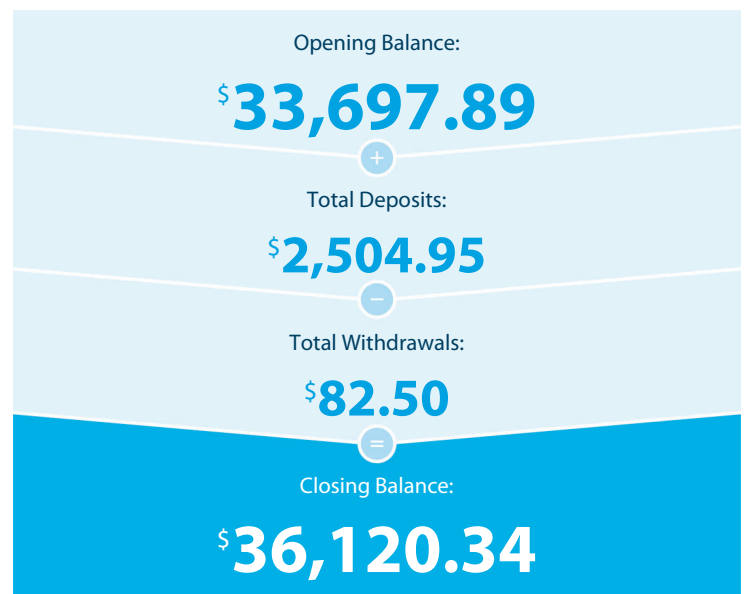 Opening Balance:
$33,697.89
+
Total Deposits:
$2,504.95
−
Total Withdrawals:
$82.50
=
Closing Balance:
$36,120.34